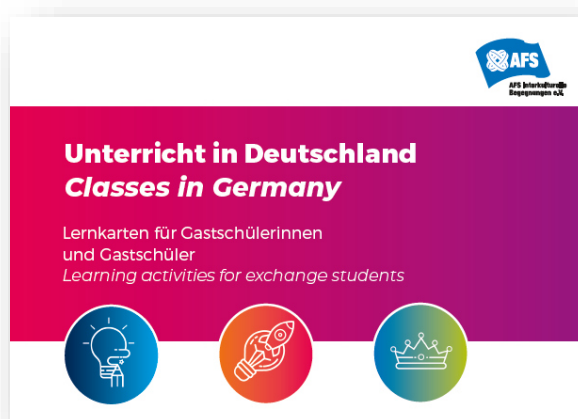 AFS
AFS Interkulturelle
Begegnungen e.V.
Unterricht in Deutschland
Classes in Germany
Lernkarten für Gastschülerinnen
und Gastschüler
Learning activities for exchange students